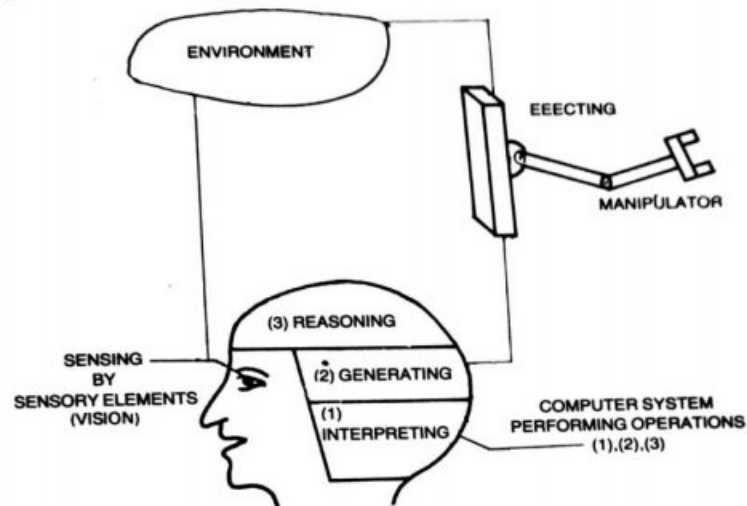 ENVIRONMENT
EEECTING
MANIPULATOR
(3) REASONING
(2) GENERATING
(1)
INTERPRETING
SENSING
BY
SENSORY ELEMENTS
(VISION)
COMPUTER SYSTEM
PERFORMING OPERATIONS
(1),(2),(3)